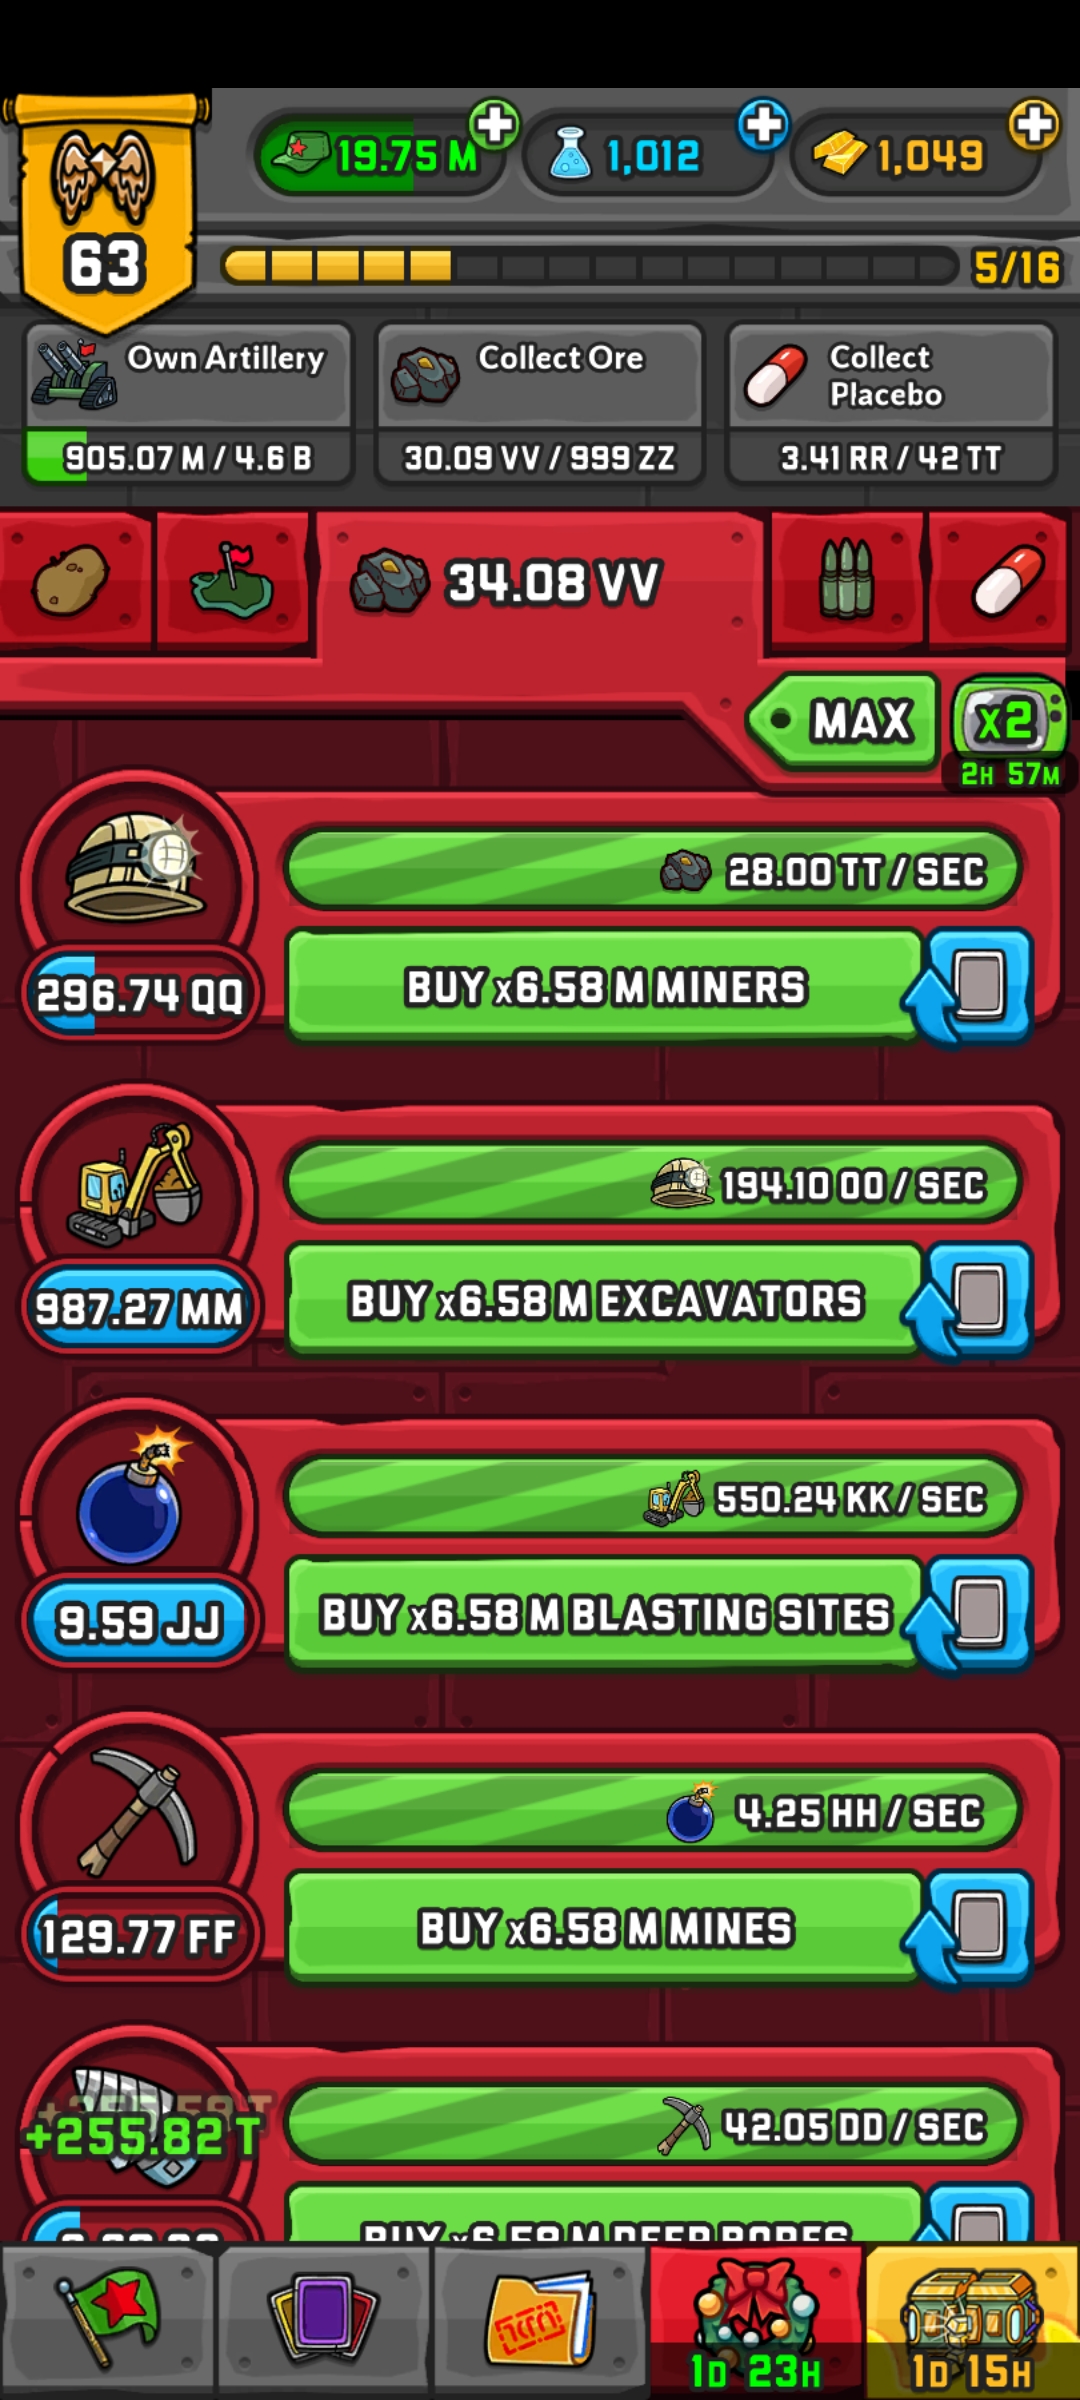 19.75 M
1,012
1,049
63
5/16
Own Artillery
905.07 M / 4.6 B
Collect Ore
30.09 VV / 999 ZZ
Collect
Placebo
3.41 RR / 42 TT
34.08 VV
MAX
x2
2H 57M
28.00 TT / SEC
296.74 QQ
BUY x6.58 M MINERS
194.10 OO / SEC
987.27 MM
BUY x6.58 M EXCAVATORS
550.24 KK / SEC
9.59 JJ
BUY x6.58 M BLASTING SITES
4.25 HH / SEC
129.77 FF
BUY x6.58 M MINES
+255.82 T
42.05 DD / SEC
BUY x6.58 M DEEP BORES
1D 23H
1D 15H